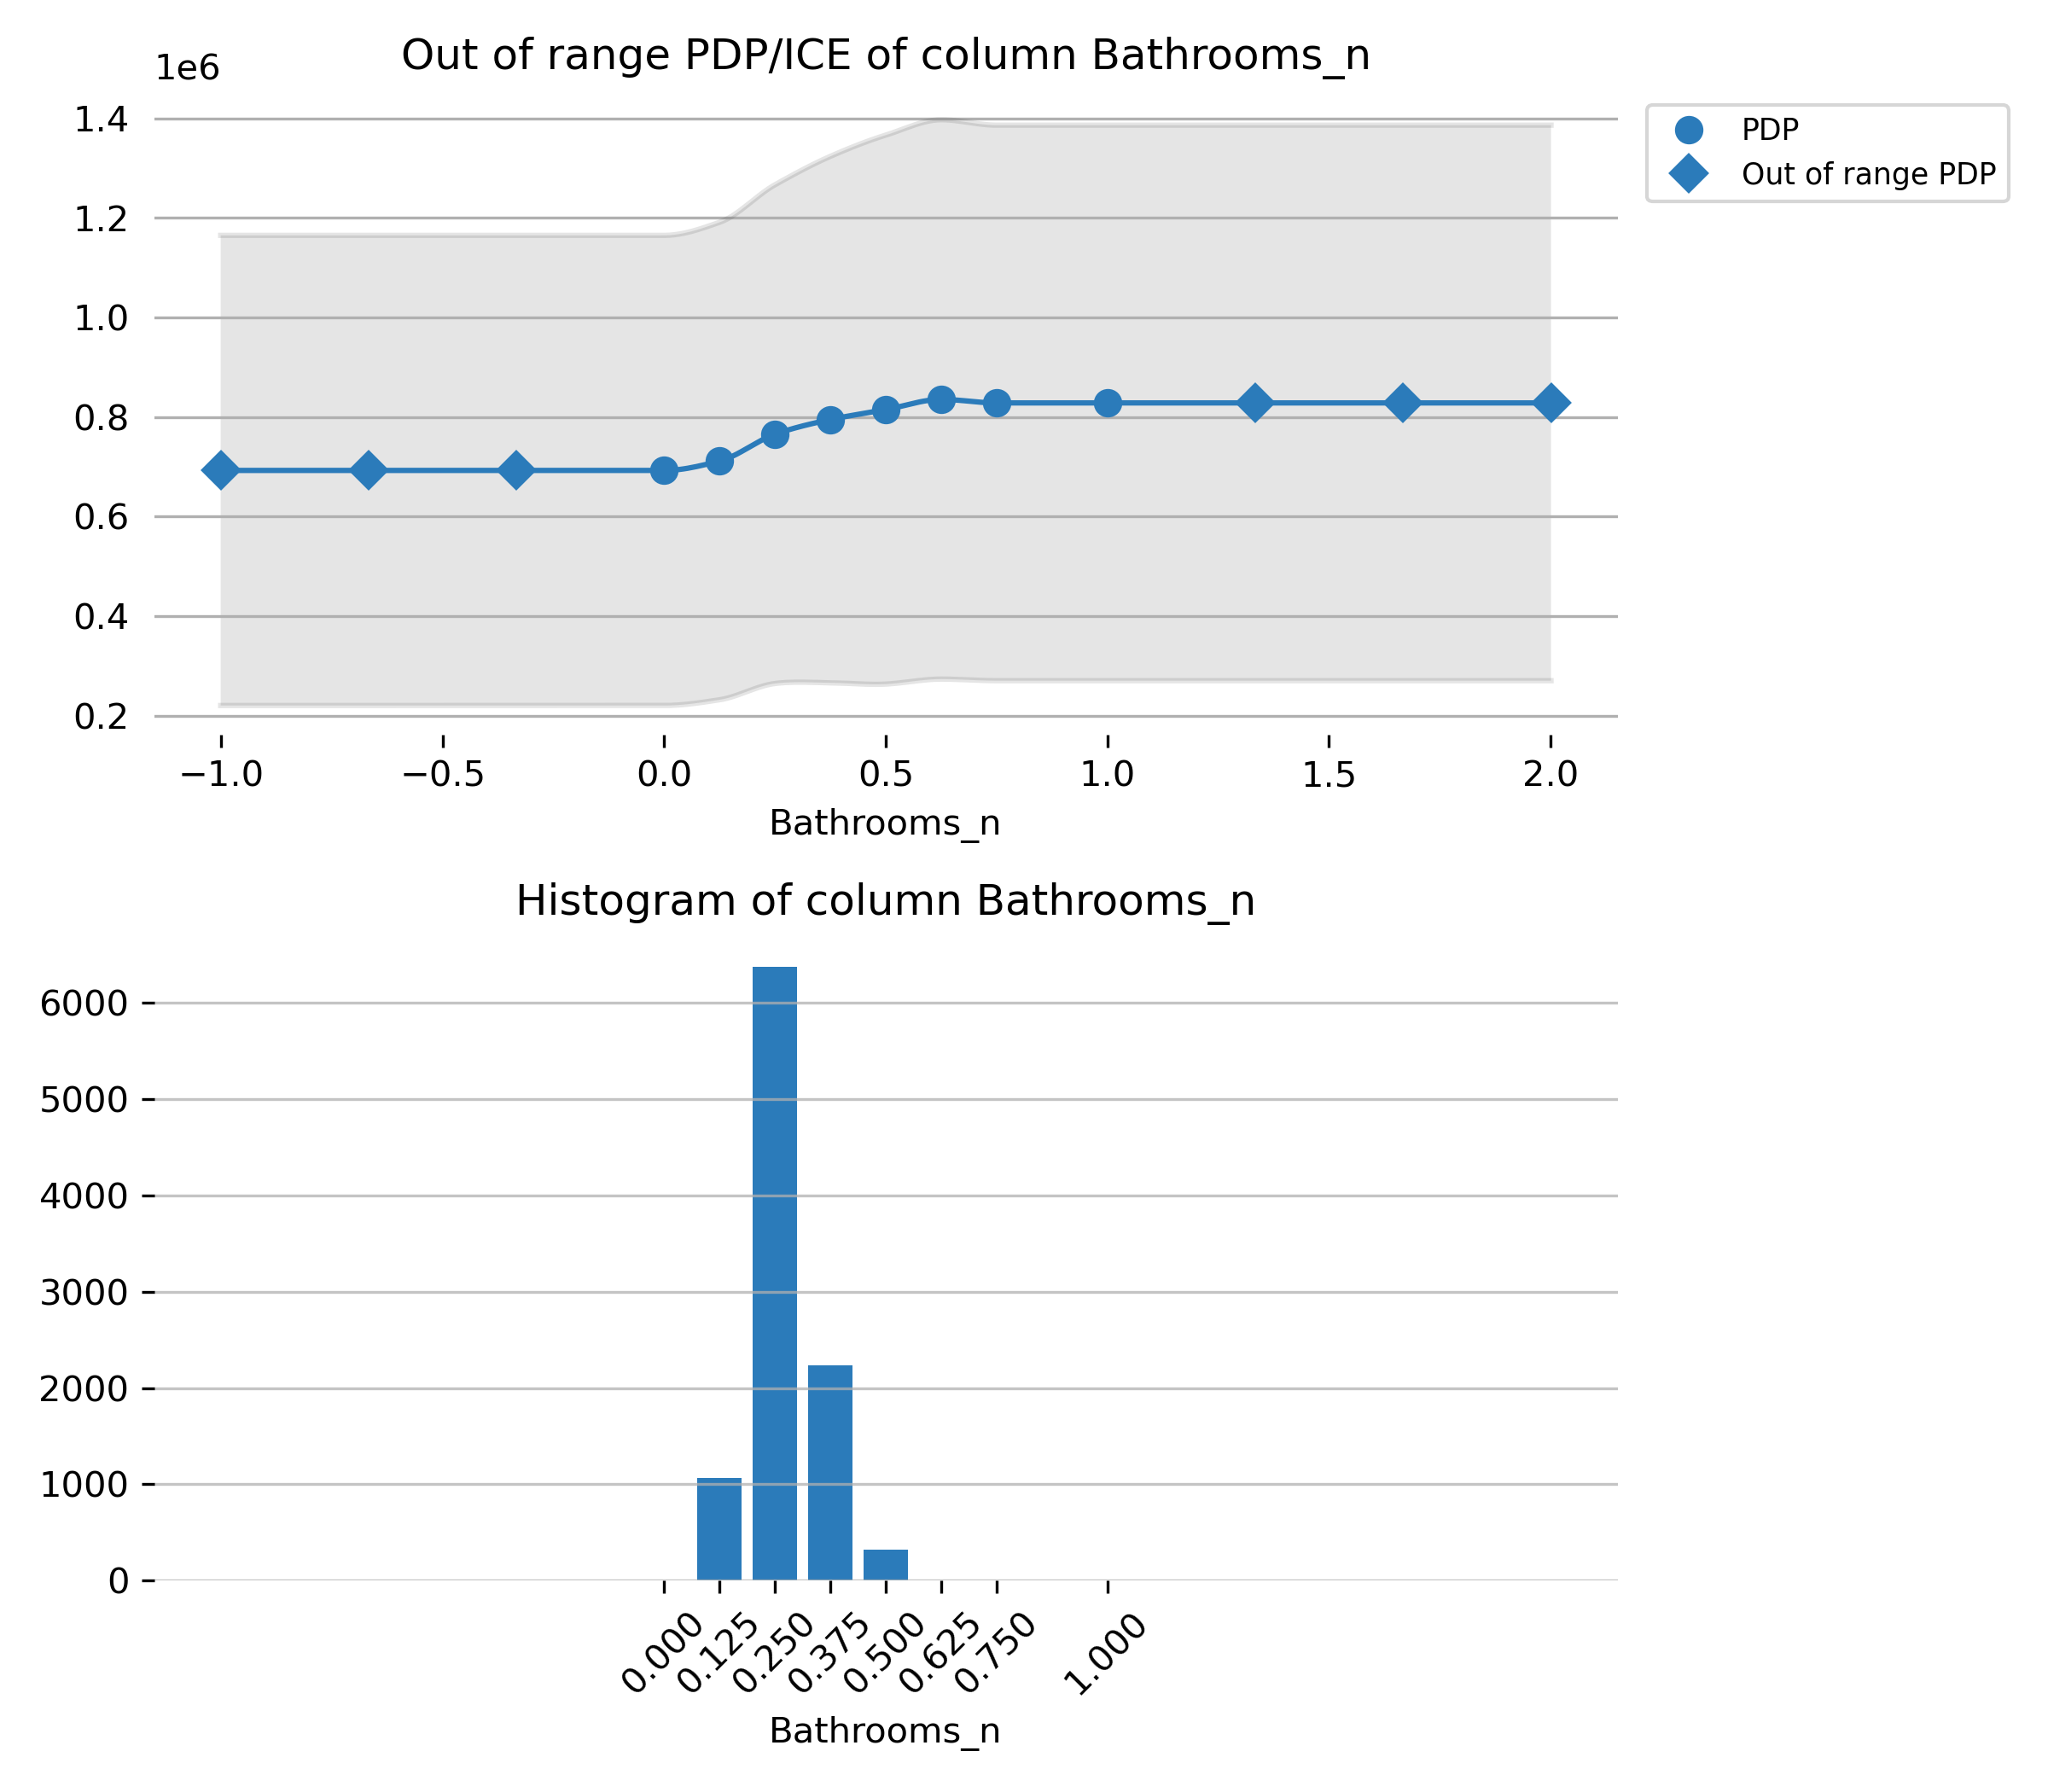 Out of range PDP/ICE of column Bathrooms_n
1e6
1.4
1.2
1.0
0.8
0.6
0.4
0.2
−1.0 −0.5 0.0 0.5 1.0 1.5 2.0
Bathrooms_n
PDP
Out of range PDP
Histogram of column Bathrooms_n
6000
5000
4000
3000
2000
1000
0
0.000 0.125 0.250 0.375 0.500 0.625 0.750 1.000
Bathrooms_n